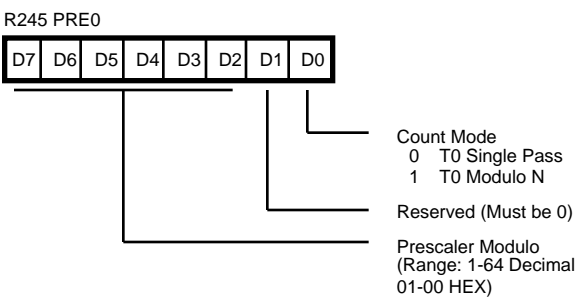 R245 PRE0
D7 D6 D5 D4 D3 D2 D1 D0
Count Mode
0 T0 Single Pass
1 T0 Modulo N
Reserved (Must be 0)
Prescaler Modulo
(Range: 1-64 Decimal
01-00 HEX)